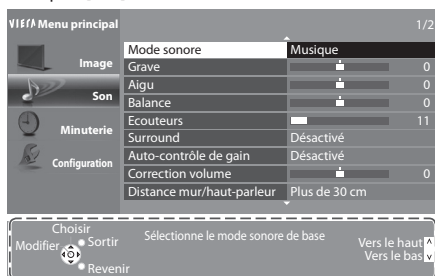 VIErA Menu principal
1/2
Image
Son
Minuterie
Configuration
Mode sonore Musique
Grave 0
Aigu 0
Balance 0
Ecouteurs 11
Surround Désactivé
Auto-contrôle de gain Désactivé
Correction volume 0
Distance mur/haut-parleur Plus de 30 cm
Choisir
Modifier
Sortir
Revenir
Sélectionne le mode sonore de base
Vers le haut
Vers le bas